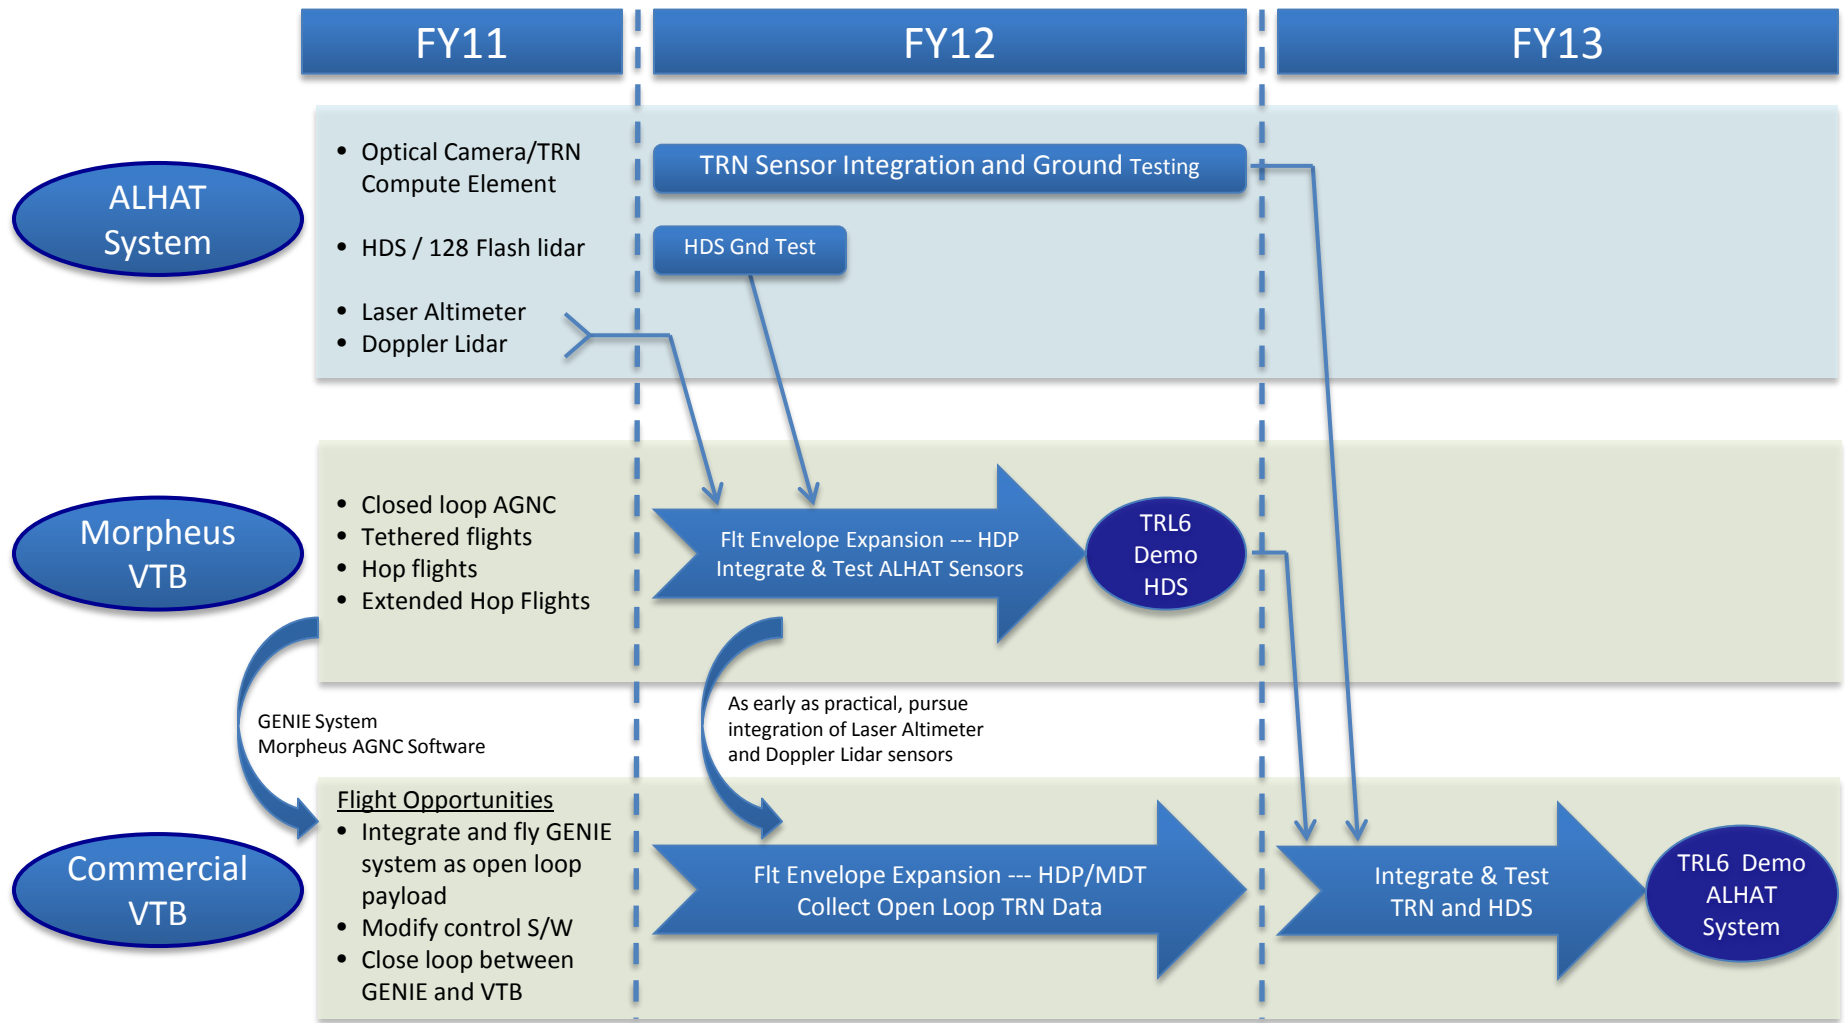 FY11
FY12
FY13
ALHAT
System
• Optical Camera/TRN
Compute Element
• HDS / 128 Flash lidar
• Laser Altimeter
• Doppler Lidar
TRN Sensor Integration and Ground Testing
HDS Gnd Test
Morpheus
VTB
• Closed loop AGNC
• Tethered flights
• Hop flights
• Extended Hop Flights
Flt Envelope Expansion --- HDP
Integrate & Test ALHAT Sensors
TRL6
Demo
HDS
GENIE System
Morpheus AGNC Software
As early as practical, pursue
integration of Laser Altimeter
and Doppler Lidar sensors
Commercial
VTB
Flight Opportunities
• Integrate and fly GENIE
system as open loop
payload
• Modify control S/W
• Close loop between
GENIE and VTB
Flt Envelope Expansion --- HDP/MDT
Collect Open Loop TRN Data
Integrate & Test
TRN and HDS
TRL6 Demo
ALHAT
System